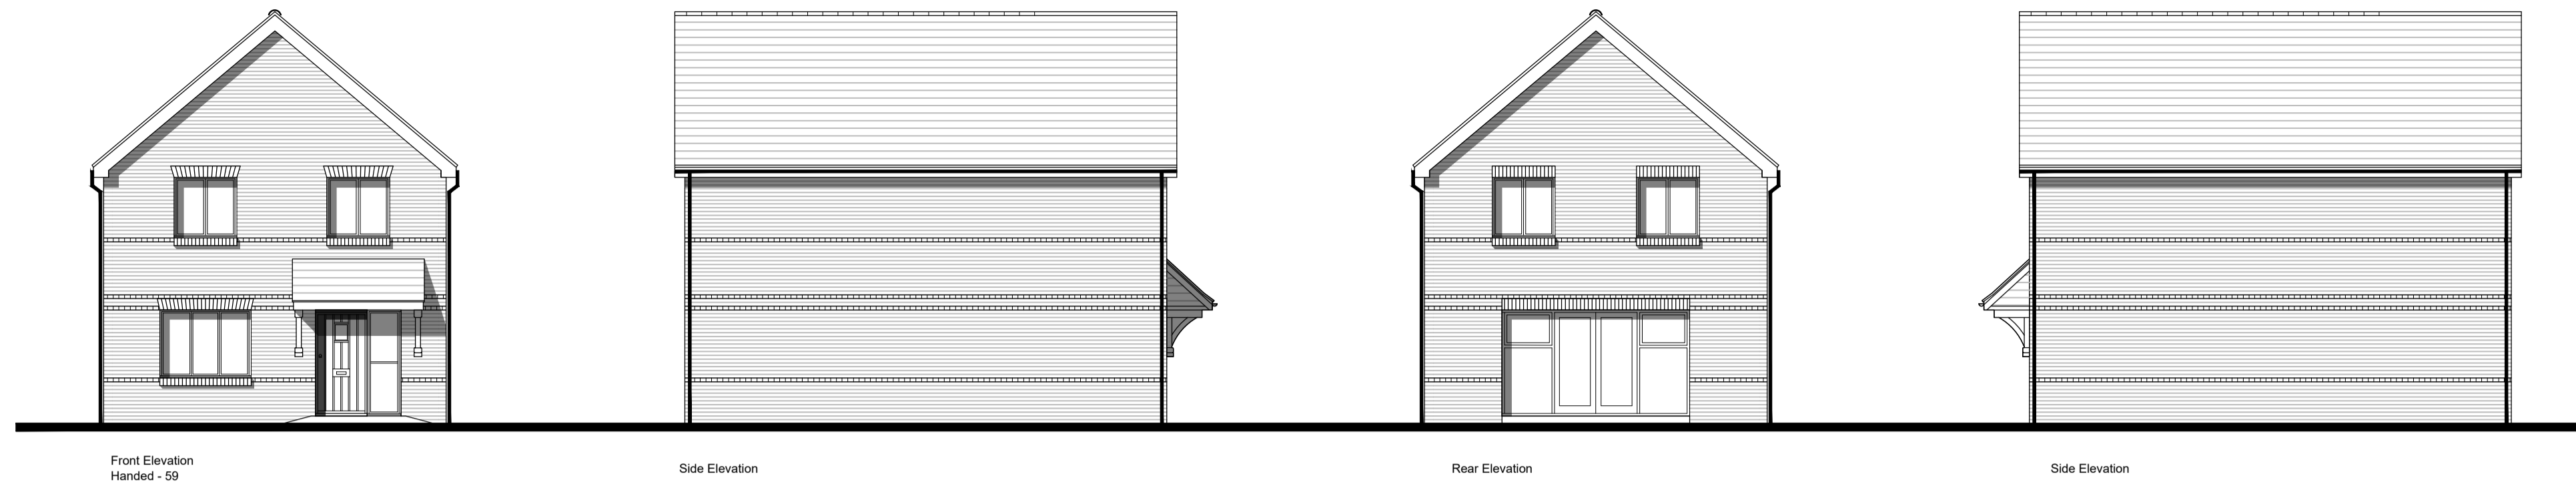 Front Elevation
Handed - 59
Side Elevation
Rear Elevation
Side Elevation